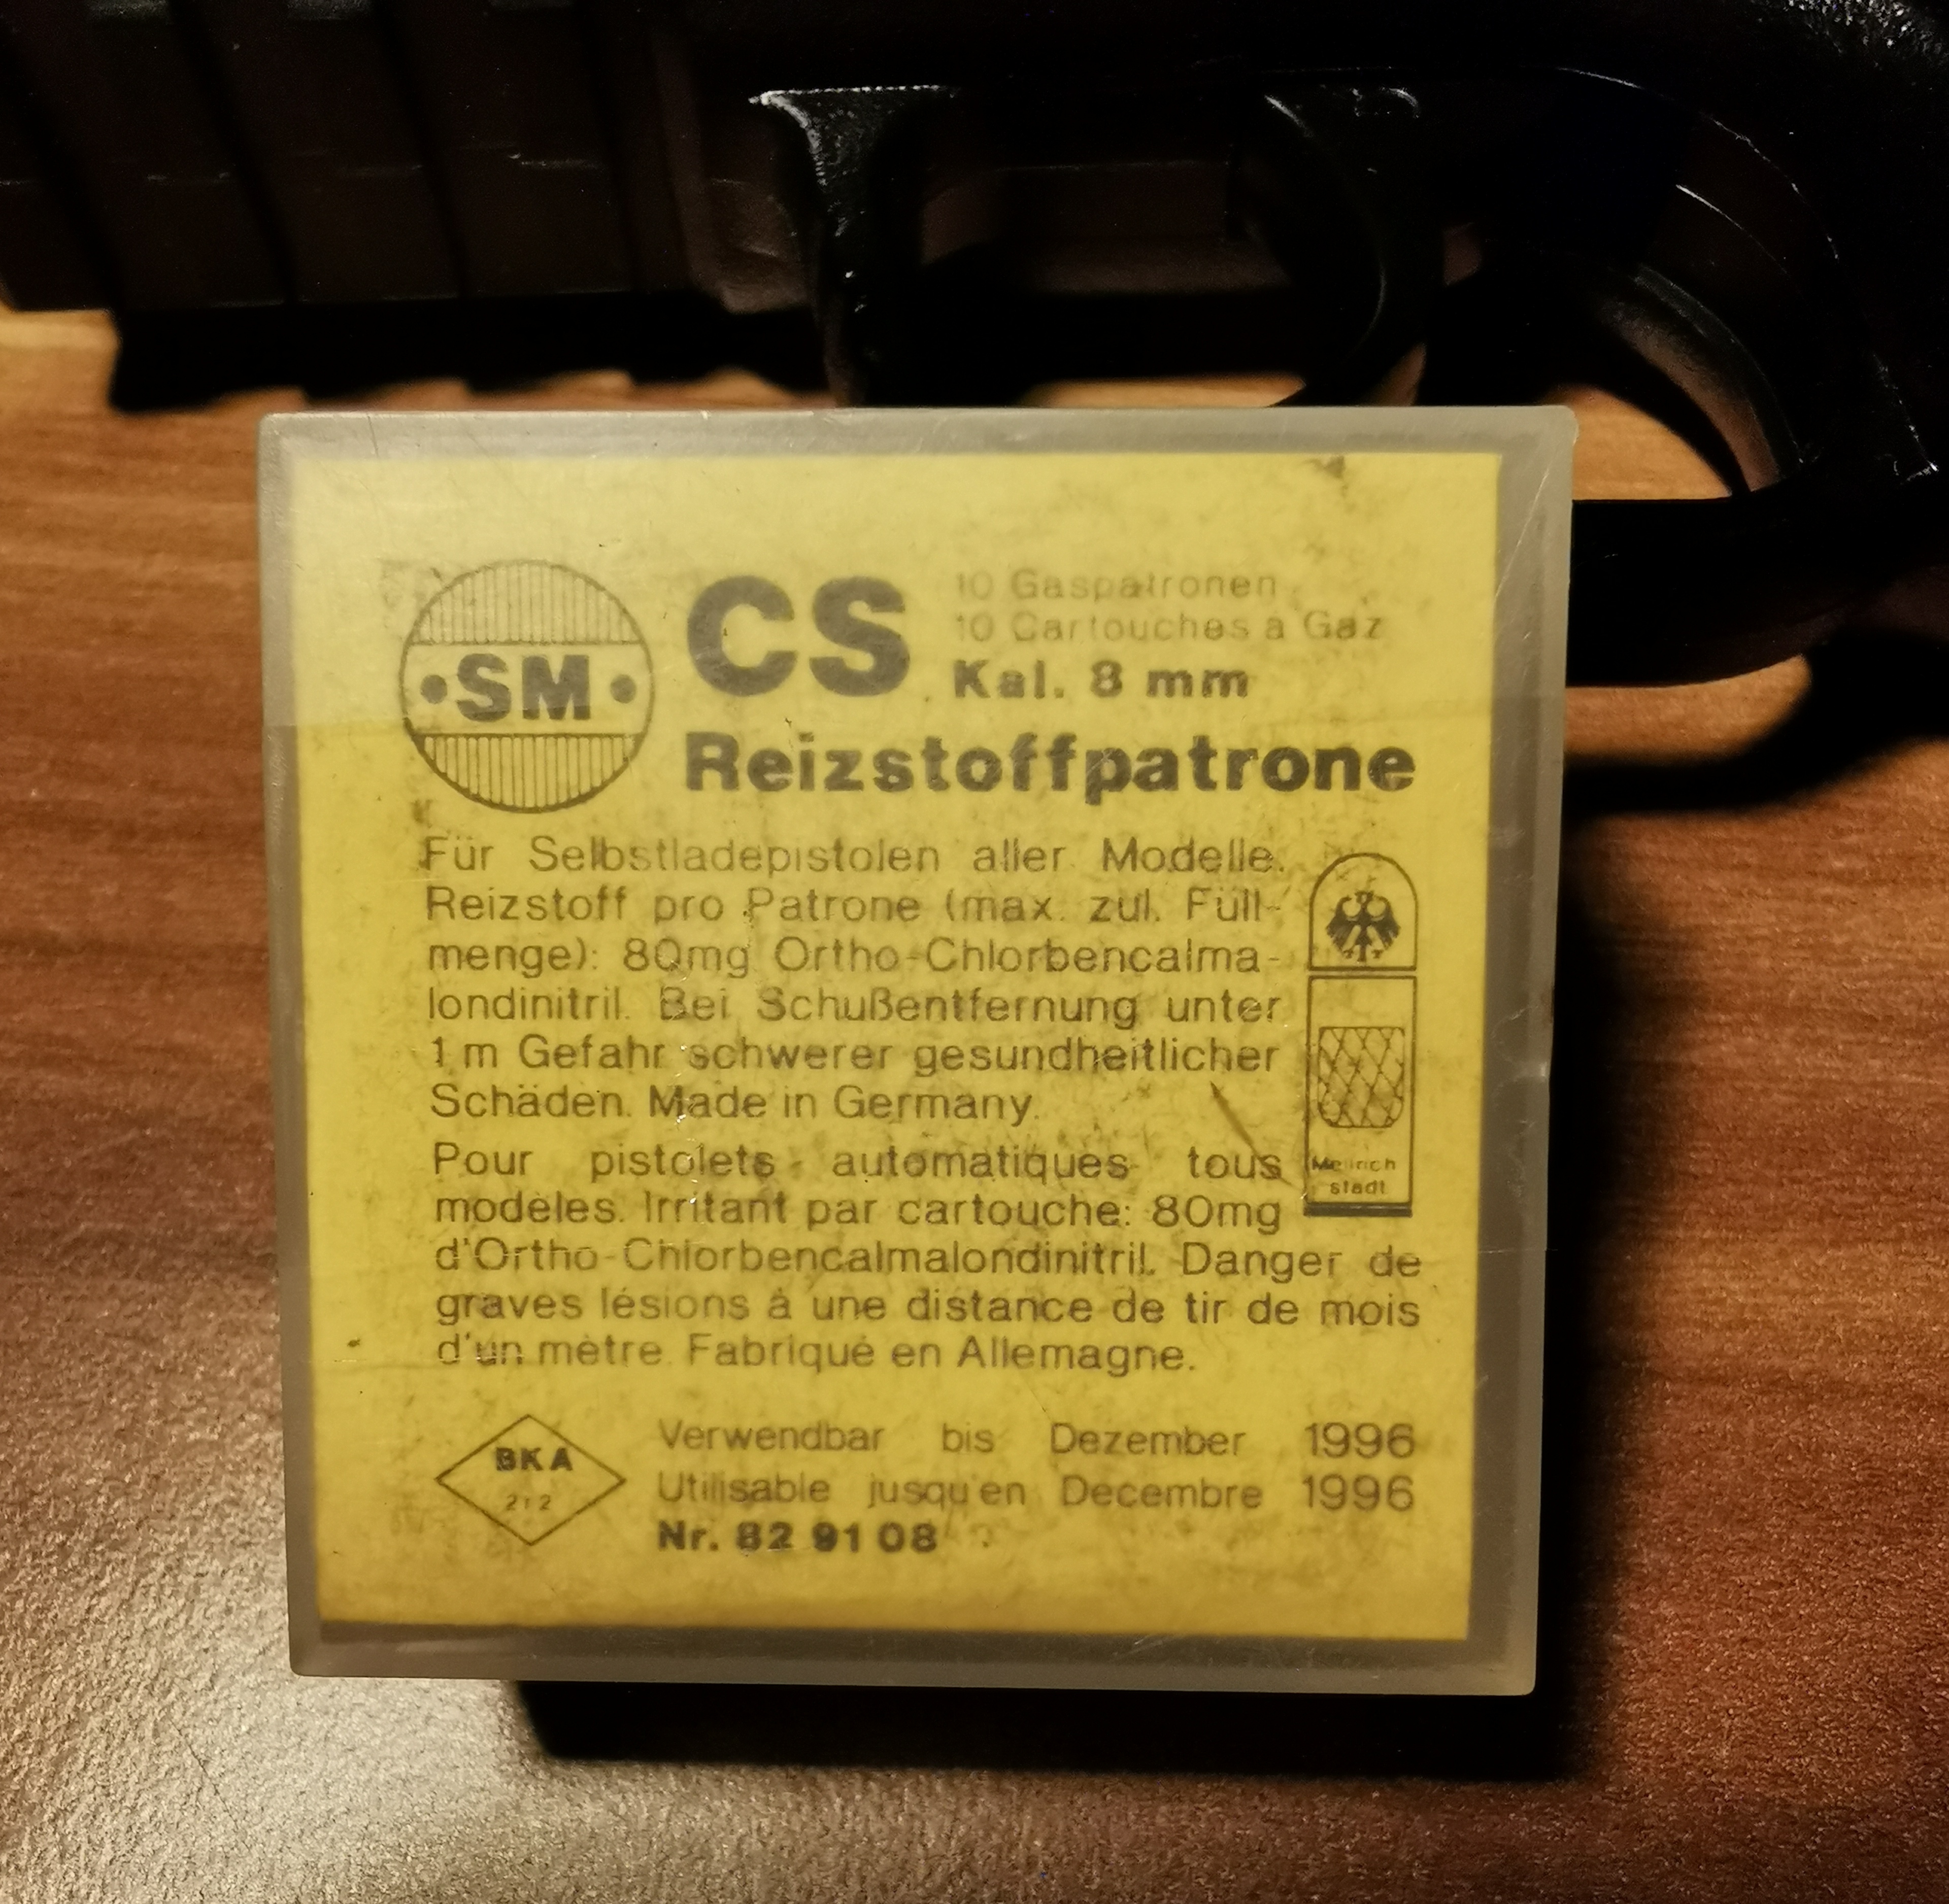 SM
CS
10 Gaspatronen
10 Cartouches a Gaz
Kal. 8 mm
Reizstoffpatrone
Für Selbstladepistolen aller Modelle.
Reizstoff pro Patrone (max. zul. Füll-
menge): 80mg Ortho-Chlorbencalma-
londinitril. Bei Schußentfernung unter
1 m Gefahr schwerer gesundheitlicher
Schäden. Made in Germany.
Mellrich
stadt
Pour pistolets automatiques tous
modèles. Irritant par cartouche: 80mg
d'Ortho-Chlorbencalmalondinitril. Danger de
graves lésions à une distance de tir de mois
d'un mètre. Fabriqué en Allemagne.
BKA
212
Verwendbar bis Dezember 1996
Utilisable jusqu'en Decembre 1996
Nr. 82 91 08